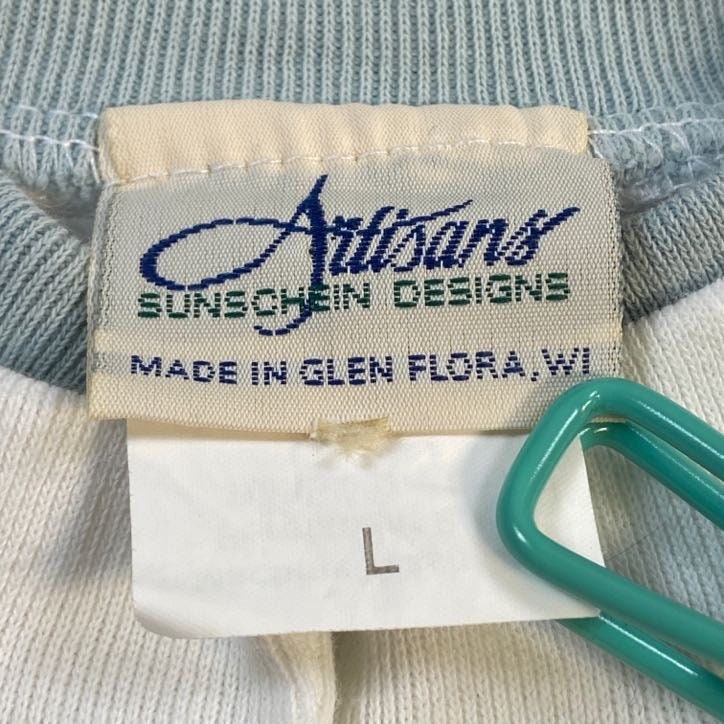 Artisans
SUNSCHEIN DESIGNS
MADE IN GLEN FLORA, WI
L